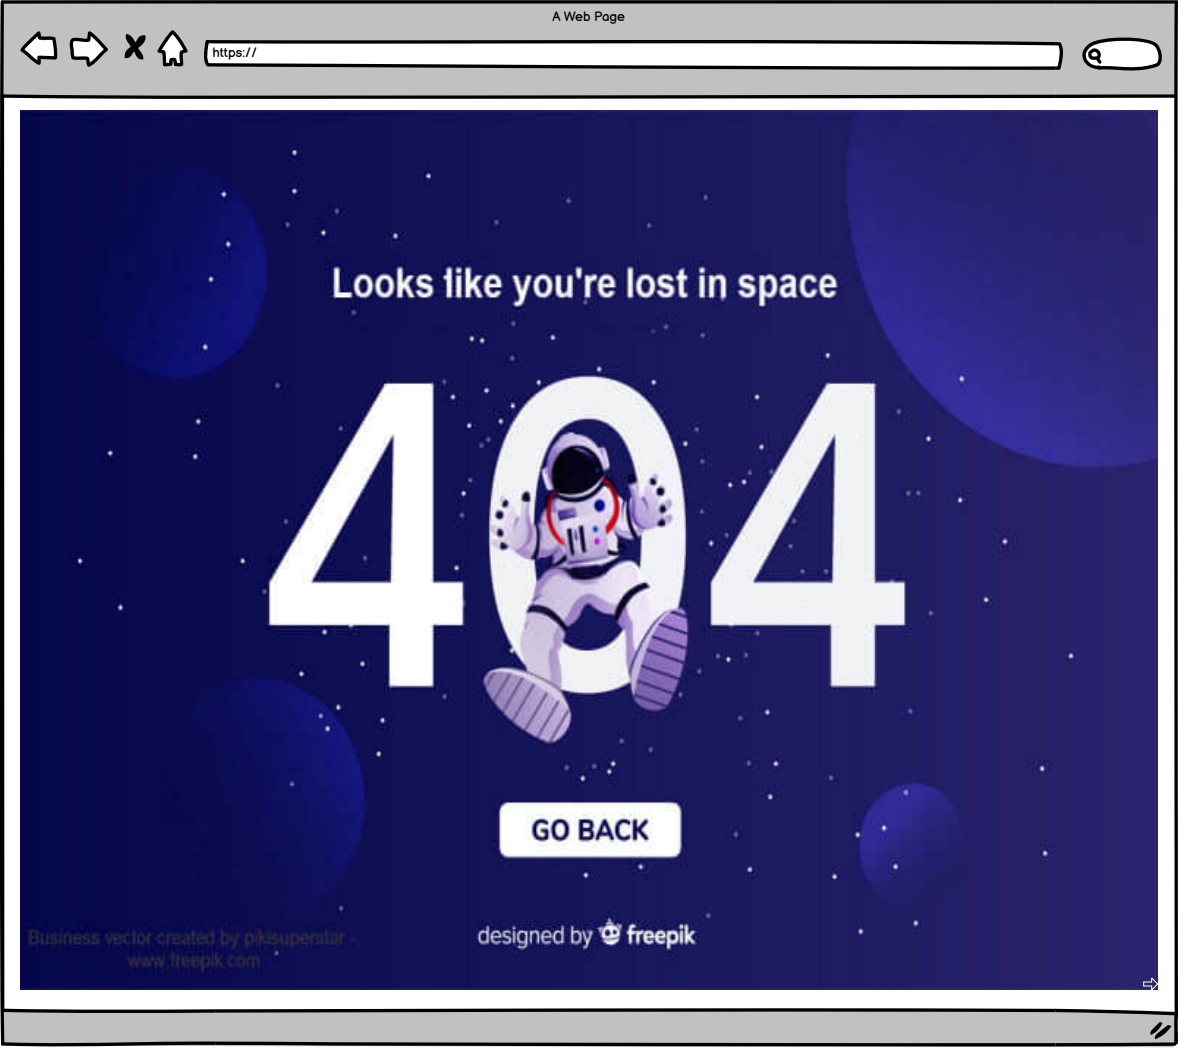 A Web Page
https://
Looks like you're lost in space
404
GO BACK
designed by freepik
Business vector created by pikisuperstar -
www.freepik.com